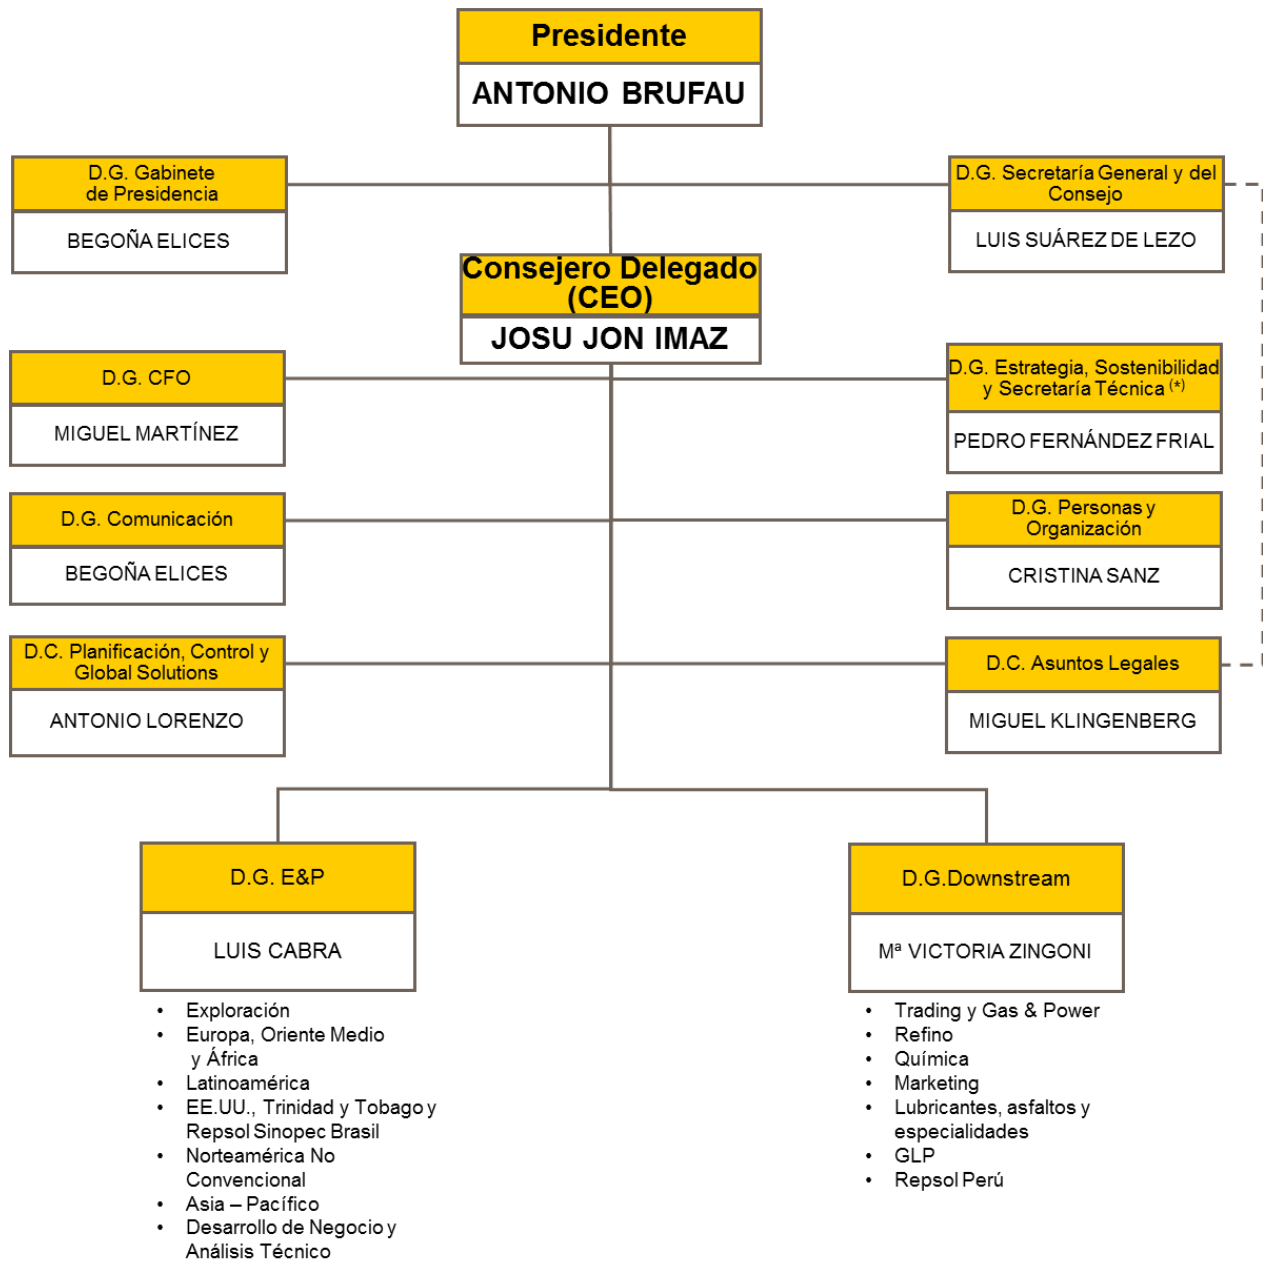 Presidente
ANTONIO BRUFAU
D.G. Gabinete
de Presidencia
BEGOÑA ELICES
D.G. Secretaría General y del
Consejo
LUIS SUÁREZ DE LEZO
Consejero Delegado
(CEO)
JOSU JON IMAZ
D.G. CFO
MIGUEL MARTÍNEZ
D.G. Estrategia, Sostenibilidad
y Secretaría Técnica (*)
PEDRO FERNÁNDEZ FRIAL
D.G. Comunicación
BEGOÑA ELICES
D.G. Personas y
Organización
CRISTINA SANZ
D.C. Planificación, Control y
Global Solutions
ANTONIO LORENZO
D.C. Asuntos Legales
MIGUEL KLINGENBERG
D.G. E&P
LUIS CABRA
• Exploración
• Europa, Oriente Medio
y África
• Latinoamérica
• EE.UU., Trinidad y Tobago y
Repsol Sinopec Brasil
• Norteamérica No
Convencional
• Asia – Pacífico
• Desarrollo de Negocio y
Análisis Técnico
D.G.Downstream
Mª VICTORIA ZINGONI
• Trading y Gas & Power
• Refino
• Química
• Marketing
• Lubricantes, asfaltos y
especialidades
• GLP
• Repsol Perú